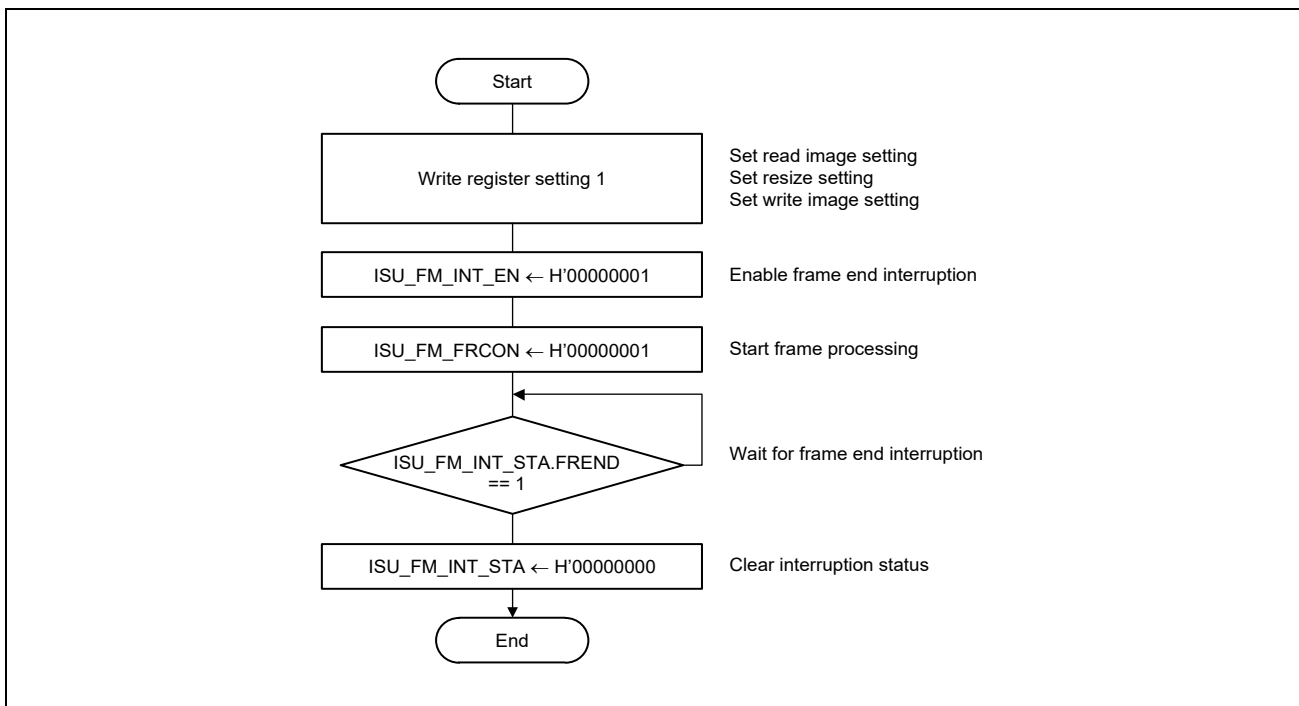 Start
Write register setting 1
Set read image setting
Set resize setting
Set write image setting
ISU_FM_INT_EN ← H’00000001
Enable frame end interruption
ISU_FM_FRCON ← H’00000001
Start frame processing
ISU_FM_INT_STA.FREND
== 1
Wait for frame end interruption
ISU_FM_INT_STA ← H’00000000
Clear interruption status
End